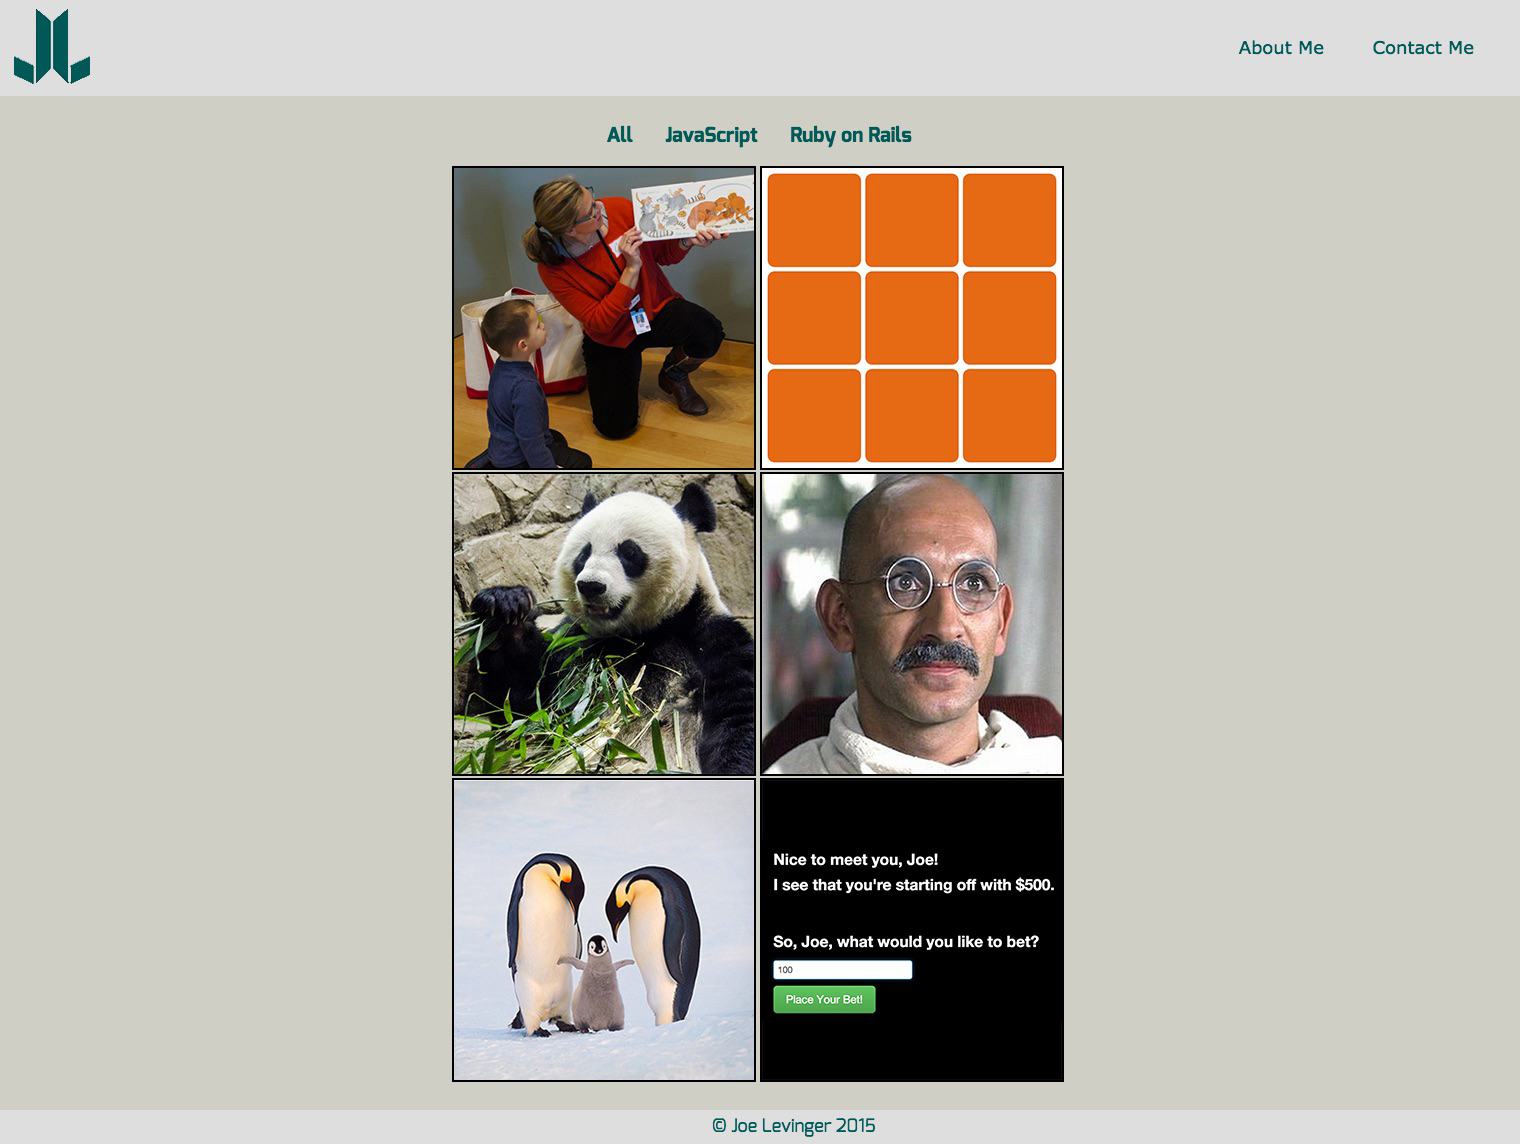 About Me Contact Me
All JavaScript Ruby on Rails
Nice to meet you, Joe!
I see that you're starting off with $500.
So, Joe, what would you like to bet?
100
Place Your Bet!
© Joe Levinger 2015